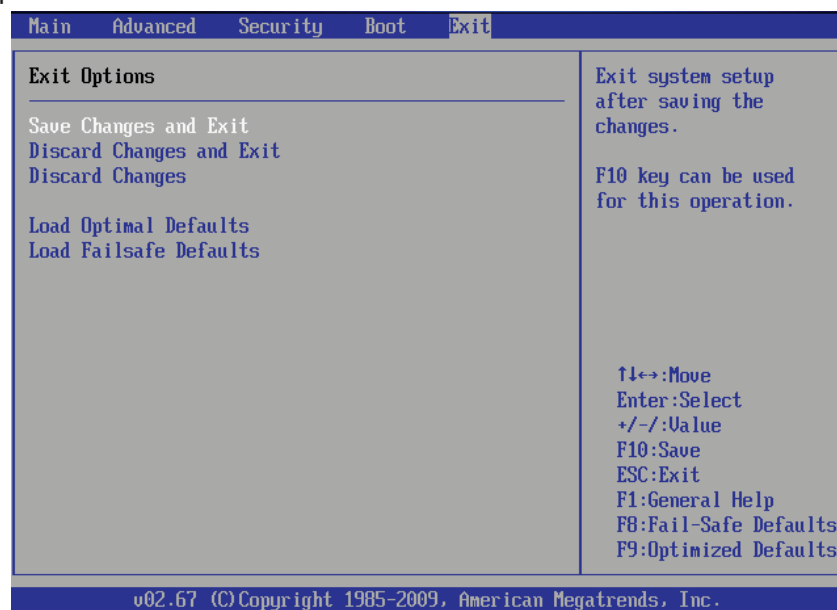 Main Advanced Security Boot Exit
Exit Options
Save Changes and Exit
Discard Changes and Exit
Discard Changes
Load Optimal Defaults
Load Failsafe Defaults
Exit system setup
after saving the
changes.
F10 key can be used
for this operation.
↑↓←→:Move
Enter:Select
+/-/:Value
F10:Save
ESC:Exit
F1:General Help
F8:Fail-Safe Defaults
F9:Optimized Defaults
v02.67 (C)Copyright 1985-2009, American Megatrends, Inc.